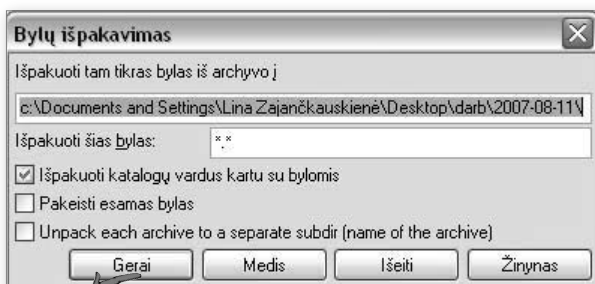 Bylų išpakavimas
Išpakuoti tam tikras bylas iš archyvo į
c:\Documents and Settings\Lina Zajančkauskienė\Desktop\darb\2007-08-11\
Išpakuoti šias bylas: *.*
Išpakuoti katalogų vardus kartu su bylomis
Pakeisti esamas bylas
Unpack each archive to a separate subdir (name of the archive)
Gerai Medis Išeiti Žinynas